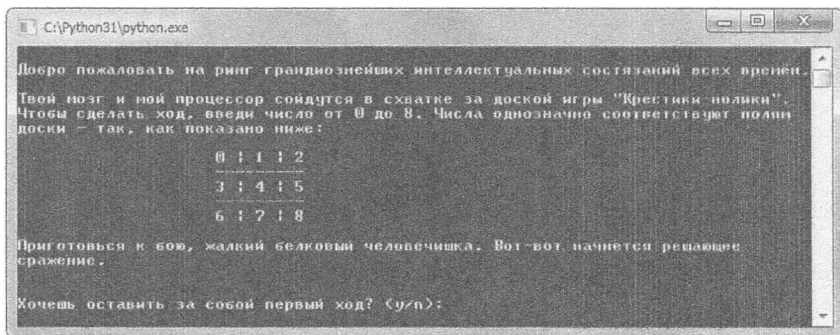 C:\Python31\python.exe
Добро пожаловать на ринг грандиознейших интеллектуальных состязаний всех времен.
Твой мозг и мой процессор сойдутся в схватке за доской игры "Крестики-нолики".
Чтобы сделать ход, введи число от 0 до 8. Числа однозначно соответствуют полям
доски – так, как показано ниже:
0 | 1 | 2
3 | 4 | 5
6 | 7 | 8
Приготовься к бою, жалкий белковый человечишка. Вот-вот начнется решающее
сражение.
Хочешь оставить за собой первый ход? (y/n):